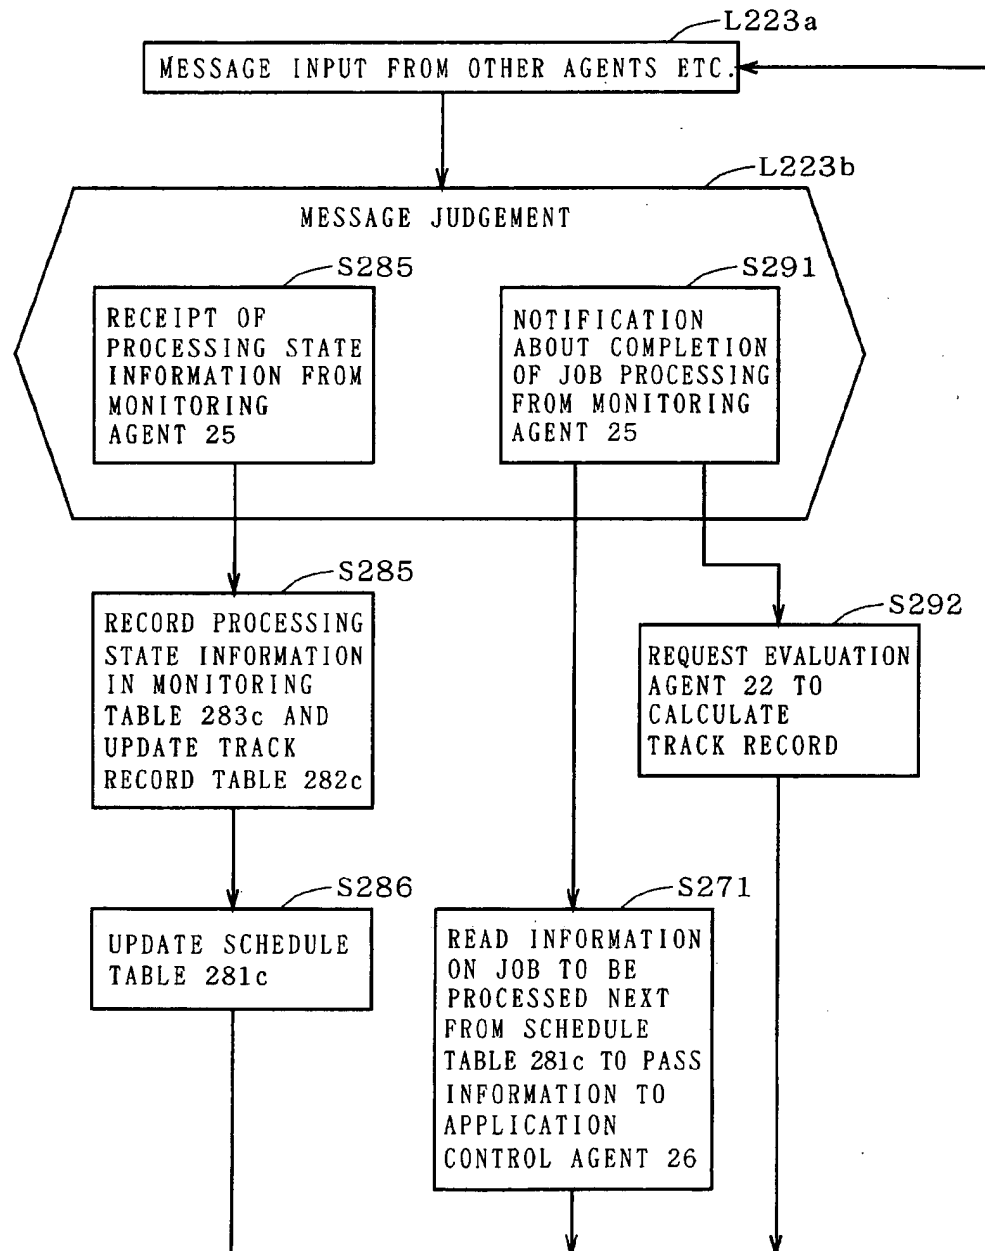 L223a
MESSAGE INPUT FROM OTHER AGENTS ETC.
L223b
MESSAGE JUDGEMENT
S285
RECEIPT OF
PROCESSING STATE
INFORMATION FROM
MONITORING
AGENT 25
S291
NOTIFICATION
ABOUT COMPLETION
OF JOB PROCESSING
FROM MONITORING
AGENT 25
S285
RECORD PROCESSING
STATE INFORMATION
IN MONITORING
TABLE 283c AND
UPDATE TRACK
RECORD TABLE 282c
S292
REQUEST EVALUATION
AGENT 22 TO
CALCULATE
TRACK RECORD
S286
UPDATE SCHEDULE
TABLE 281c
S271
READ INFORMATION
ON JOB TO BE
PROCESSED NEXT
FROM SCHEDULE
TABLE 281c TO PASS
INFORMATION TO
APPLICATION
CONTROL AGENT 26